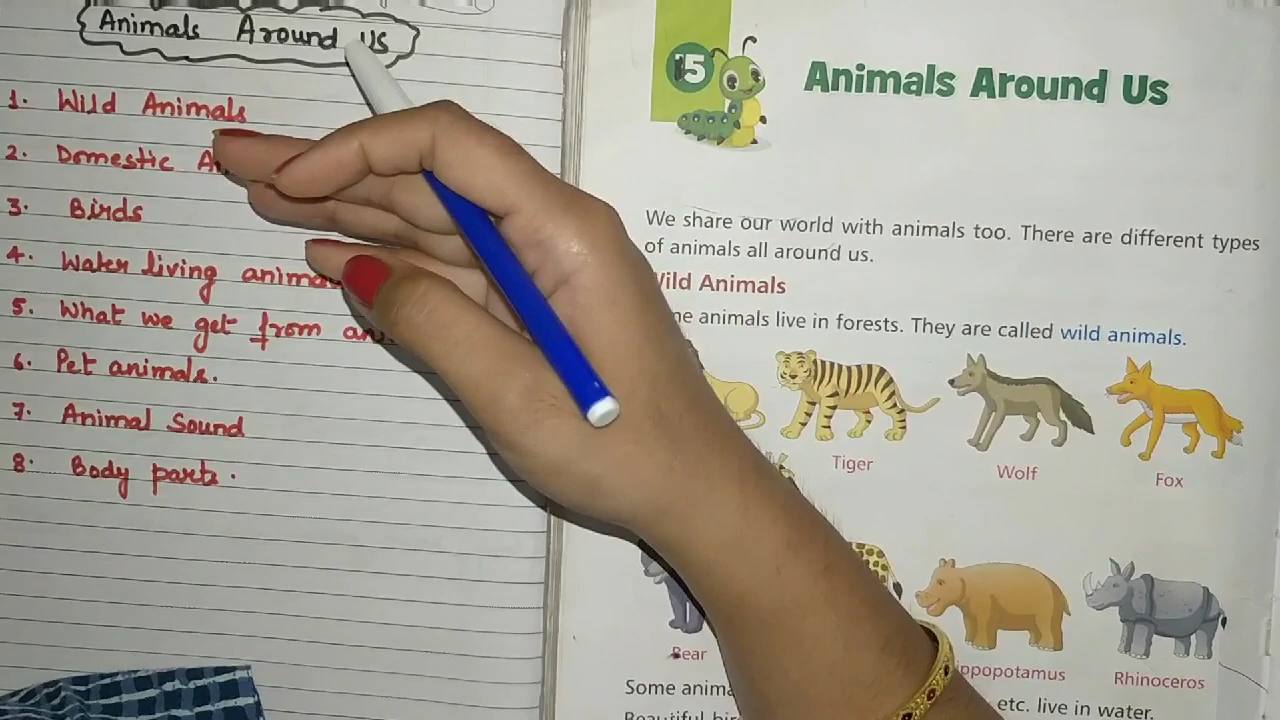 Animals Around Us
1. Wild Animals
2. Domestic
3. Birds
4. Water living
5. What we get from
6. Pet animals.
7. Animal Sound
8. Body parts.
15
Animals Around Us
We share our world with animals too. There are different types
of animals all around us.
Wild Animals
animals live in forests. They are called wild animals.
Tiger
Wolf
Fox
Bear
Hippopotamus
Rhinoceros
Some
etc. live in water.
Beautiful